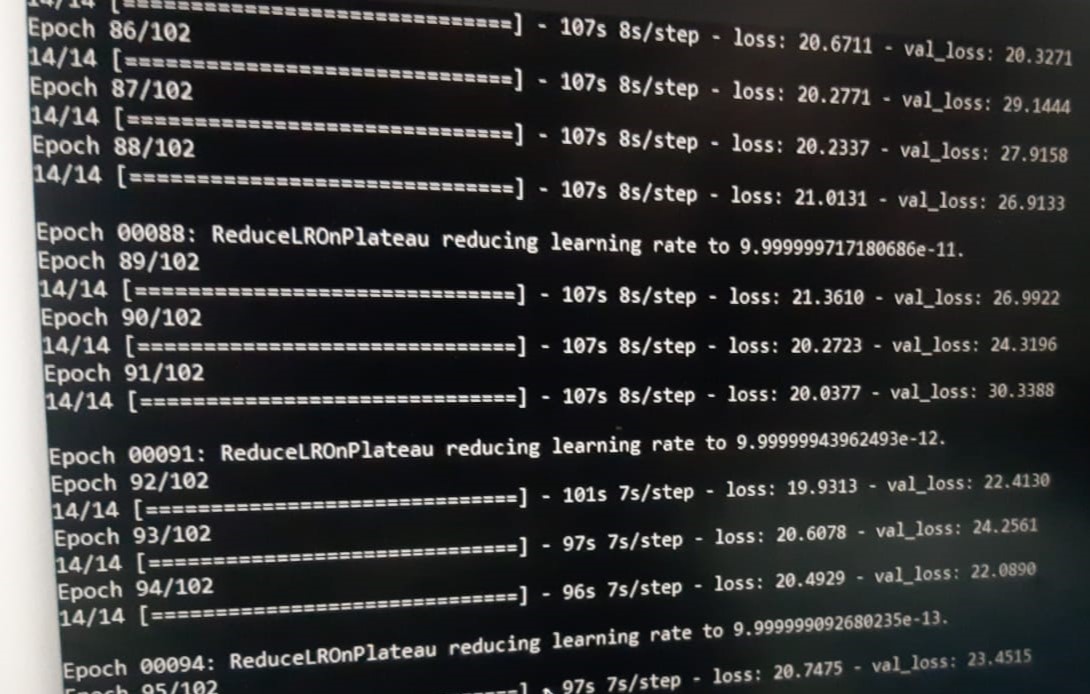 14/14 [==============================] - 107s 8s/step - loss: 20.6711 - val_loss: 20.3271
Epoch 86/102
14/14 [==============================] - 107s 8s/step - loss: 20.2771 - val_loss: 29.1444
Epoch 87/102
14/14 [==============================] - 107s 8s/step - loss: 20.2337 - val_loss: 27.9158
Epoch 88/102
14/14 [==============================] - 107s 8s/step - loss: 21.0131 - val_loss: 26.9133
Epoch 00088: ReduceLROnPlateau reducing learning rate to 9.999999717180686e-11.
Epoch 89/102
14/14 [==============================] - 107s 8s/step - loss: 21.3610 - val_loss: 26.9922
Epoch 90/102
14/14 [==============================] - 107s 8s/step - loss: 20.2723 - val_loss: 24.3196
Epoch 91/102
14/14 [==============================] - 107s 8s/step - loss: 20.0377 - val_loss: 30.3388
Epoch 00091: ReduceLROnPlateau reducing learning rate to 9.99999943962493e-12.
Epoch 92/102
14/14 [==============================] - 101s 7s/step - loss: 19.9313 - val_loss: 22.4130
Epoch 93/102
14/14 [==============================] - 97s 7s/step - loss: 20.6078 - val_loss: 24.2561
Epoch 94/102
14/14 [==============================] - 96s 7s/step - loss: 20.4929 - val_loss: 22.0890
Epoch 00094: ReduceLROnPlateau reducing learning rate to 9.999999092680235e-13.
Epoch 95/102
- 97s 7s/step - loss: 20.7475 - val_loss: 23.4515